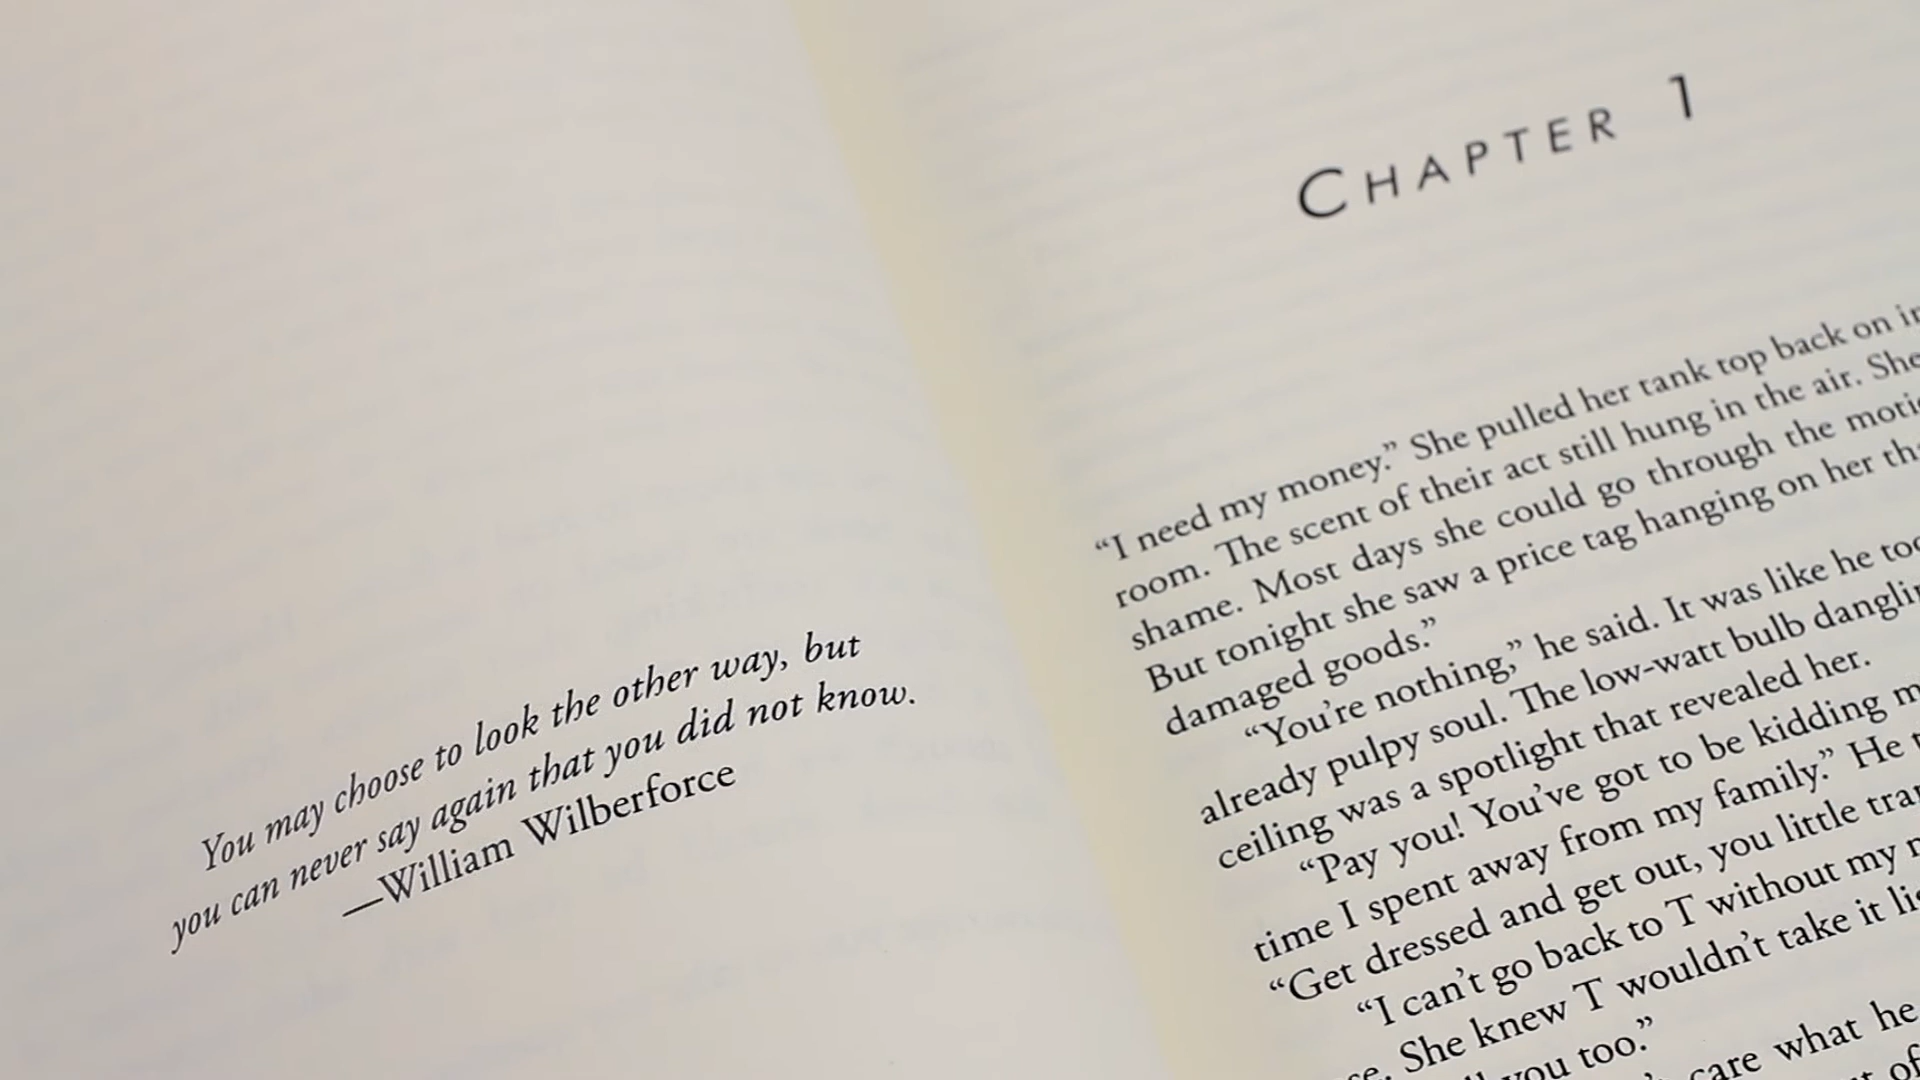 You may choose to look the other way, but
you can never say again that you did not know.
—William Wilberforce
CHAPTER 1
“I need my money.” She pulled her tank top back on in
room. The scent of their act still hung in the air. She
shame. Most days she could go through the
But tonight she saw a price tag hanging on her
damaged goods.”
“You’re nothing,” he said. It was like he
already pulpy soul. The low-watt bulb
ceiling was a spotlight that revealed her.
“Pay you! You’ve got to be kidding
time I spent away from my family.” He
“Get dressed and get out, you little
“I can’t go back to T without my
She knew T wouldn’t take it
you too.”
care what he
of